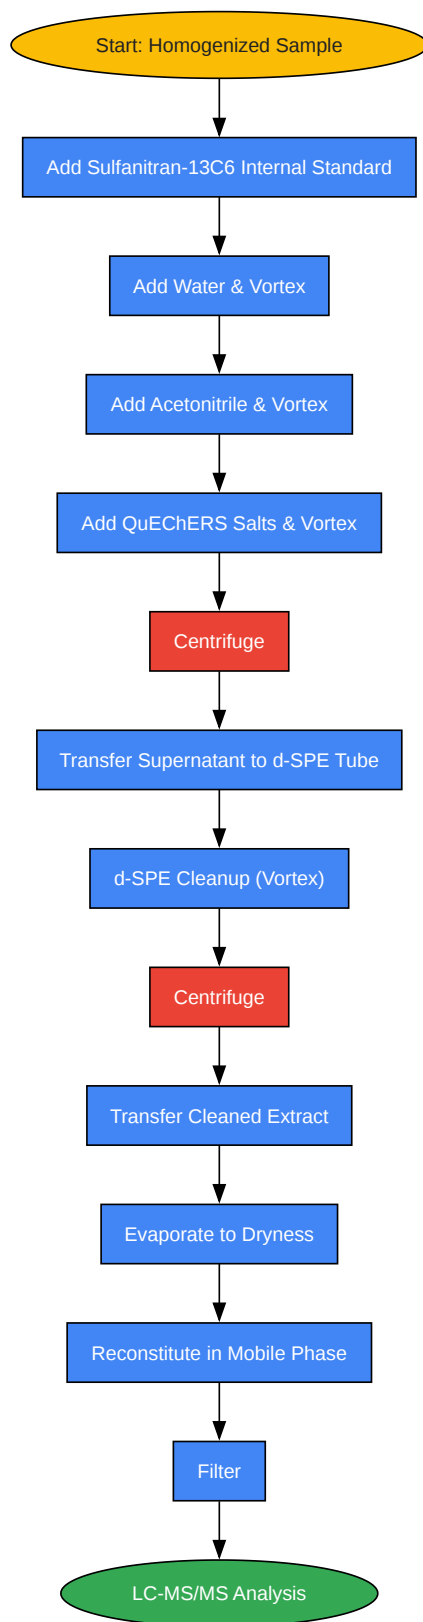 Start: Homogenized Sample
Add Sulfanitran-13C6 Internal Standard
Add Water & Vortex
Add Acetonitrile & Vortex
Add QuEChERS Salts & Vortex
Centrifuge
Transfer Supernatant to d-SPE Tube
d-SPE Cleanup (Vortex)
Centrifuge
Transfer Cleaned Extract
Evaporate to Dryness
Reconstitute in Mobile Phase
Filter
LC-MS/MS Analysis